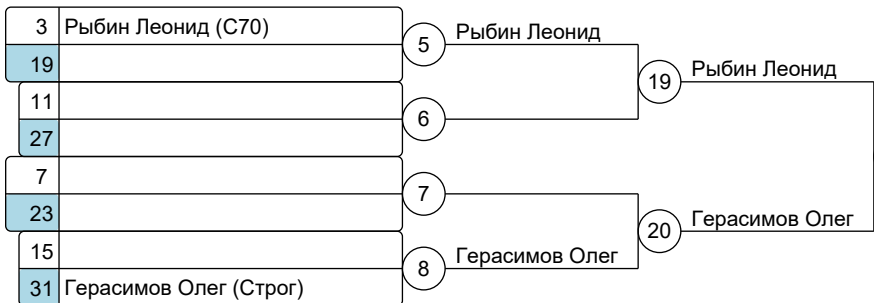 3 Рыбин Леонид (С70)
5 Рыбин Леонид
19
19 Рыбин Леонид
11
6
27
7
7
23
20 Герасимов Олег
15
8 Герасимов Олег
31 Герасимов Олег (Строг)